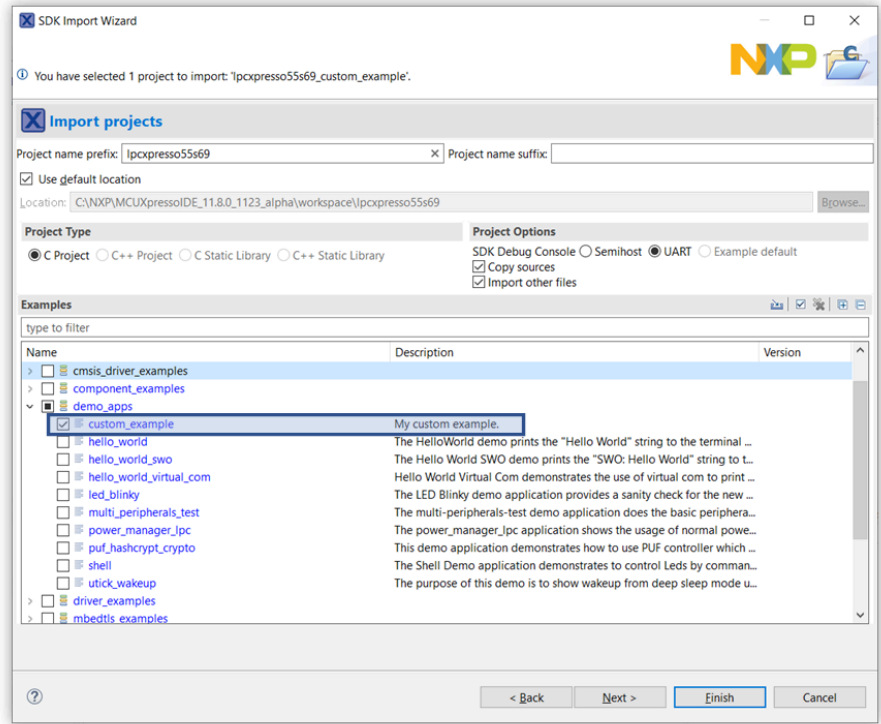 SDK Import Wizard
NXP
You have selected 1 project to import: 'lpcxpresso55s69_custom_example'.
Import projects
Project name prefix: lpcxpresso55s69 Project name suffix:
Use default location
Location: C:\NXP\MCUXpressoIDE_11.8.0_1123_alpha\workspace\lpcxpresso55s69 Browse...
Project Type Project Options
C Project C++ Project C Static Library C++ Static Library SDK Debug Console Semihost UART Example default
Copy sources
Import other files
Examples
type to filter
Name Description Version
cmsis_driver_examples
component_examples
demo_apps
custom_example My custom example.
hello_world The HelloWorld demo prints the "Hello World" string to the terminal ...
hello_world_swo The Hello World SWO demo prints the "SWO: Hello World" string to t...
hello_world_virtual_com Hello World Virtual Com demonstrates the use of virtual com to print ...
led_blinky The LED Blinky demo application provides a sanity check for the new ...
multi_peripherals_test The multi-peripherals-test demo application does the basic periphera...
power_manager_lpc The power_manager_lpc application shows the usage of normal powe...
puf_hashcrypt_crypto This demo application demonstrates how to use PUF controller which ...
shell The Shell Demo application demonstrates to control Leds by comman...
utick_wakeup The purpose of this demo is to show wakeup from deep sleep mode u...
driver_examples
mbedtls_examples
< Back Next > Finish Cancel